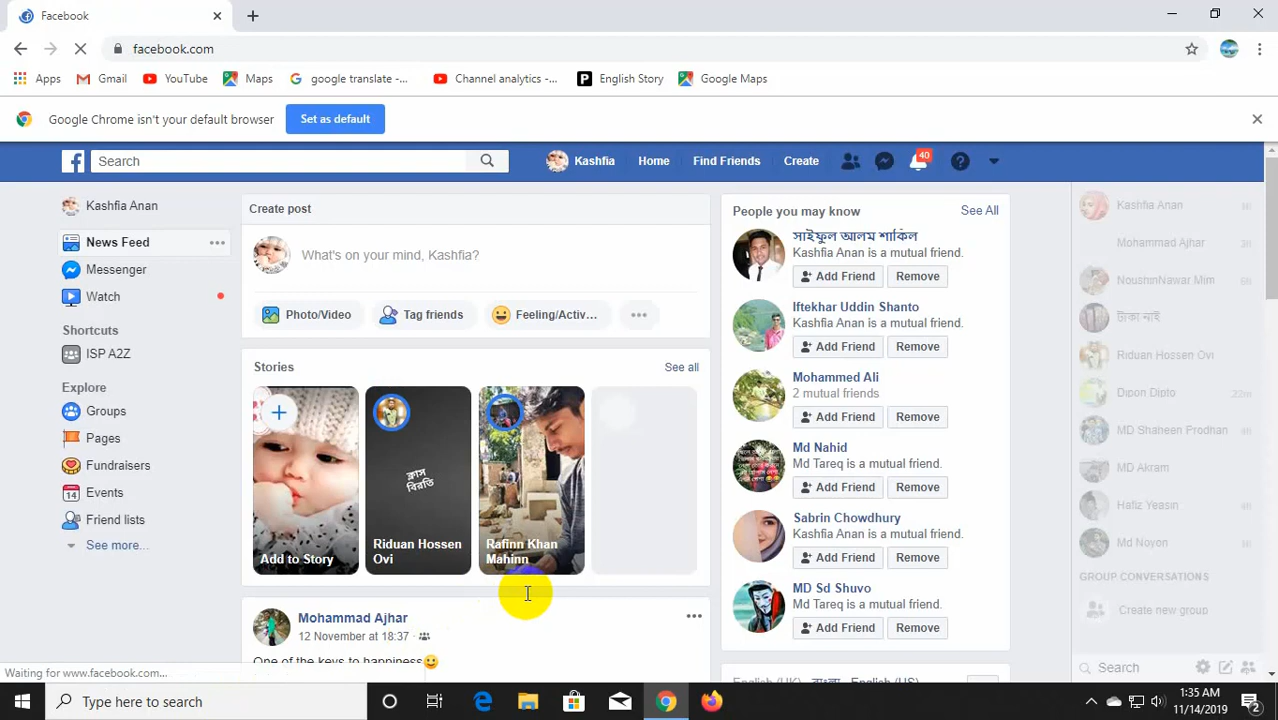 Facebook
facebook.com
Apps
Gmail
YouTube
Maps
google translate -...
Channel analytics -...
English Story
Google Maps
Google Chrome isn't your default browser
Set as default
Search
Kashfia
Home
Find Friends
Create
40
Kashfia Anan
News Feed
Messenger
Watch
Shortcuts
ISP A2Z
Explore
Groups
Pages
Fundraisers
Events
Friend lists
See more...
Create post
What's on your mind, Kashfia?
Photo/Video
Tag friends
Feeling/Activ...
Stories
See all
Add to Story
ক্লাস
বিরতি
Riduan Hossen
Ovi
Rafinn Khan
Mahinn
Mohammad Ajhar
12 November at 18:37
One of the keys to happiness
People you may know
See All
সাইফুল আলম শাকিল
Kashfia Anan is a mutual friend.
Add Friend
Remove
Iftekhar Uddin Shanto
Kashfia Anan is a mutual friend.
Add Friend
Remove
Mohammed Ali
2 mutual friends
Add Friend
Remove
Md Nahid
Md Tareq is a mutual friend.
Add Friend
Remove
Sabrin Chowdhury
Kashfia Anan is a mutual friend.
Add Friend
Remove
MD Sd Shuvo
Md Tareq is a mutual friend.
Add Friend
Remove
English (UK) · বাংলা · English (US)
Kashfia Anan
Mohammad Ajhar
NoushinNawar Mim
টাকা নাই
Riduan Hossen Ovi
Dipon Dipto
22m
MD Shaheen Prodhan
MD Akram
Hafiz Yeasin
Md Noyon
GROUP CONVERSATIONS
Create new group
Search
Waiting for www.facebook.com...
Type here to search
1:35 AM
11/14/2019
2